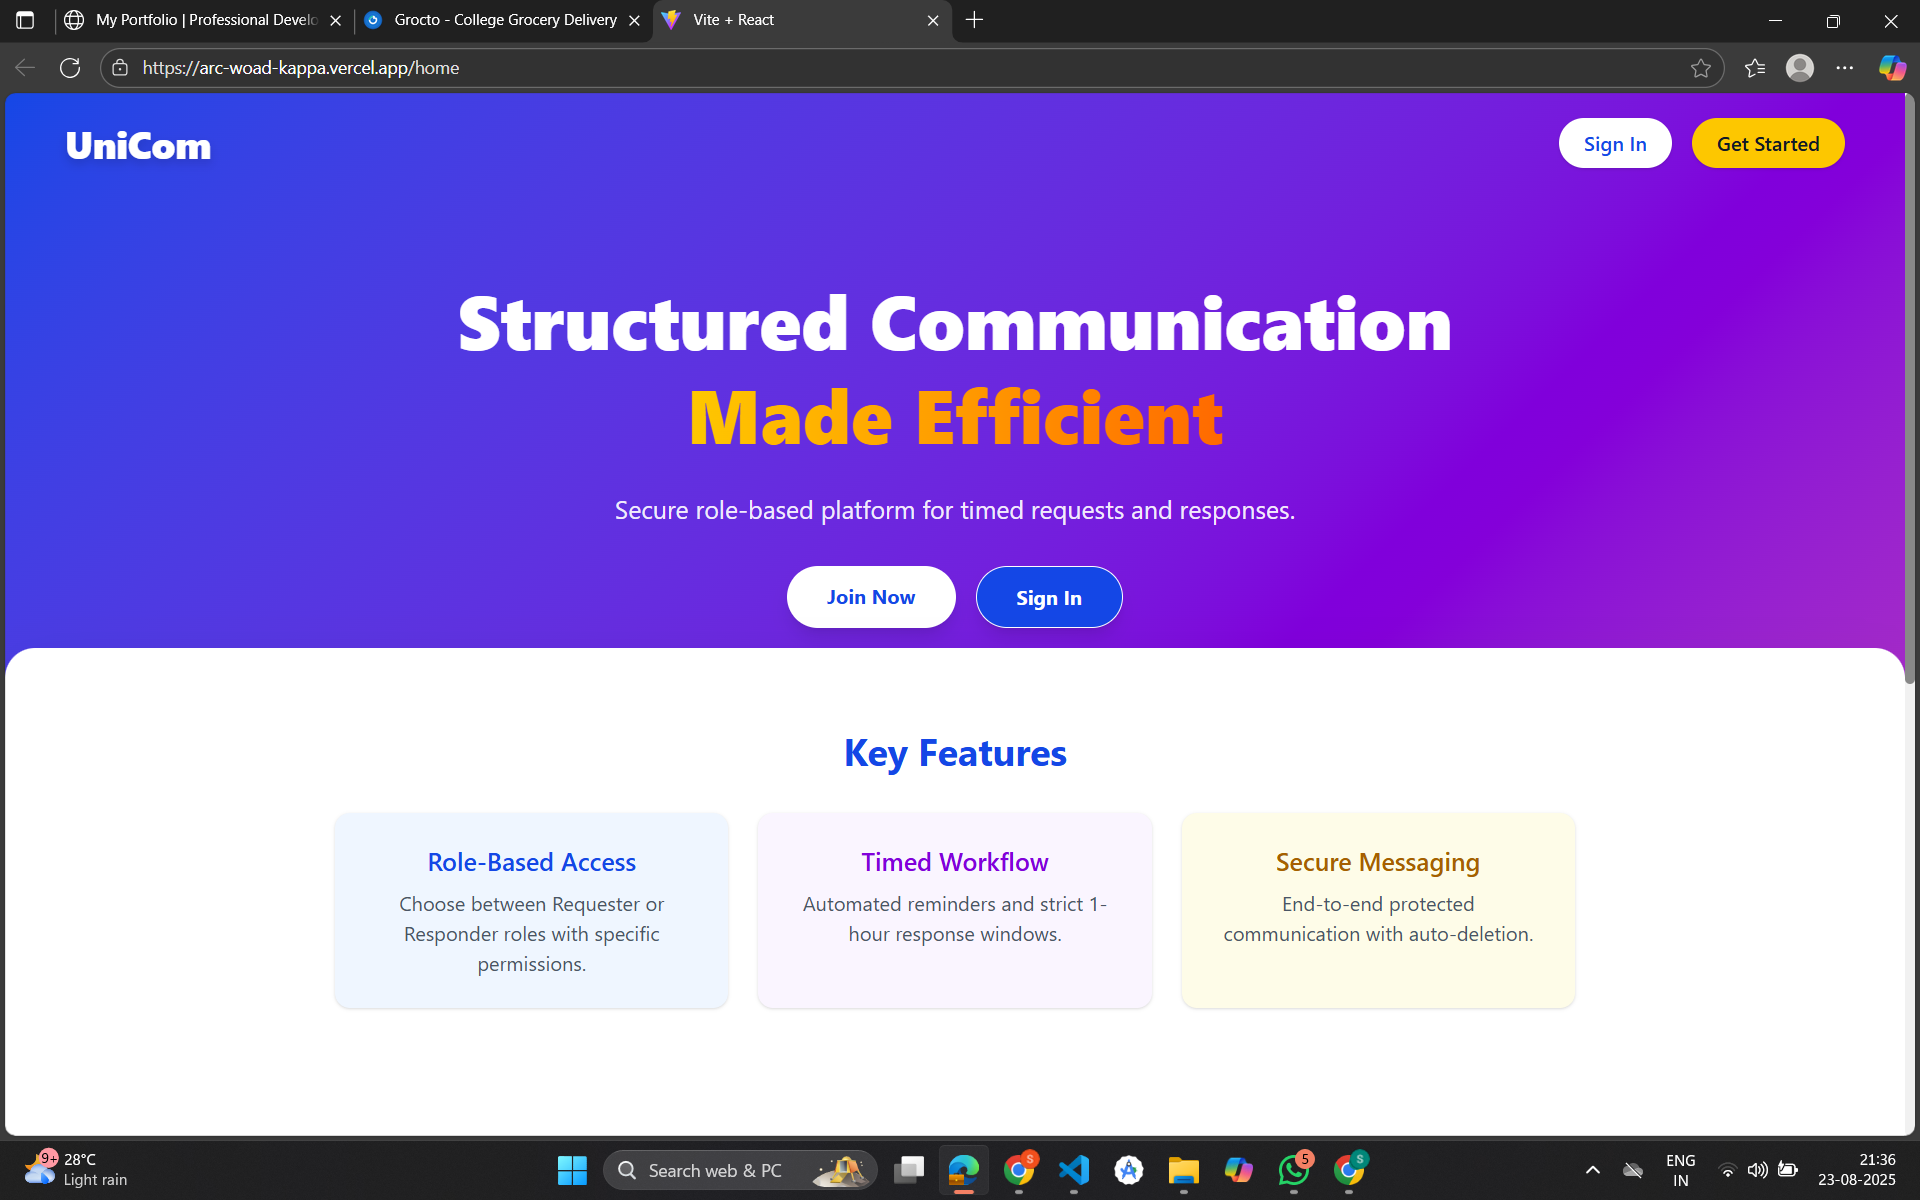 My Portfolio | Professional Develo
Grocto - College Grocery Delivery
Vite + React
https://arc-woad-kappa.vercel.app/home
UniCom
Sign In
Get Started
Structured Communication
Made Efficient
Secure role-based platform for timed requests and responses.
Join Now
Sign In
Key Features
Role-Based Access
Choose between Requester or
Responder roles with specific
permissions.
Timed Workflow
Automated reminders and strict 1-
hour response windows.
Secure Messaging
End-to-end protected
communication with auto-deletion.
9+
28°C
Light rain
Search web & PC
S
5
S
ENG
IN
21:36
23-08-2025